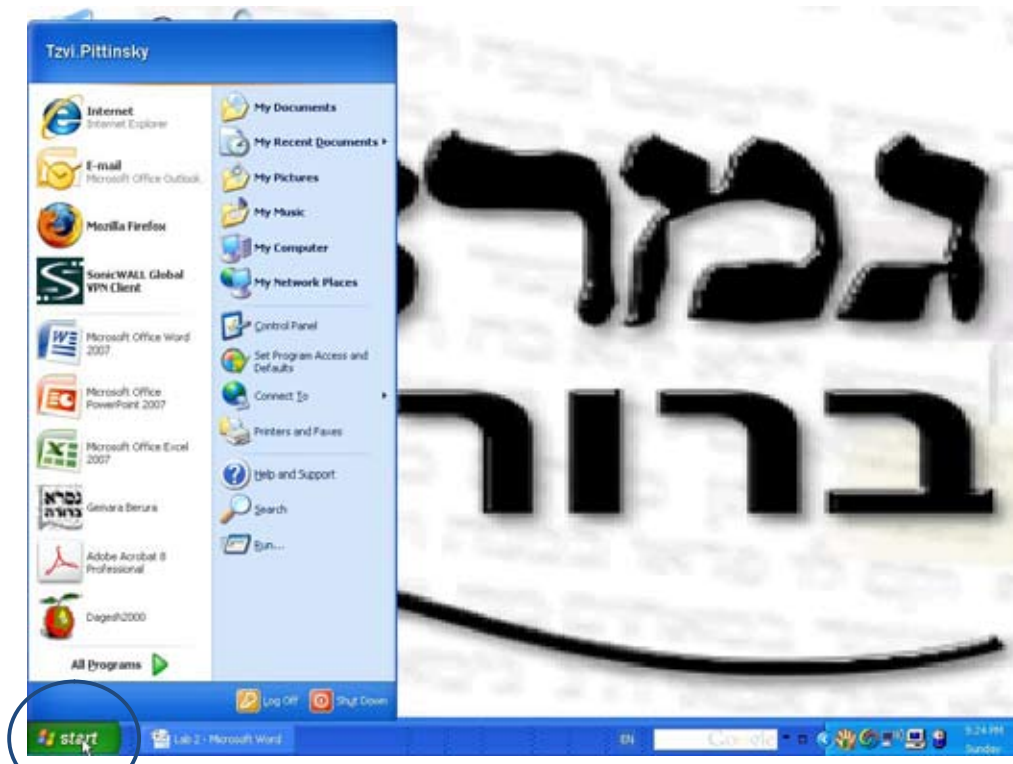 Tzvi.Pittinsky
Internet
Internet Explorer
E-mail
Microsoft Office Outlook
Mozilla Firefox
SonicWALL Global
VPN Client
Microsoft Office Word
2007
Microsoft Office
PowerPoint 2007
Microsoft Office Excel
2007
גמרא
ברורה
Gemara Berura
Adobe Acrobat 8
Professional
Dagesh2000
All Programs
My Documents
My Recent Documents
My Pictures
My Music
My Computer
My Network Places
Control Panel
Set Program Access and
Defaults
Connect To
Printers and Faxes
Help and Support
Search
Run...
Log Off
Shut Down
גמר
ברור
start
Lab 2 - Microsoft Word
EN
Google
9:24 PM
Sunday